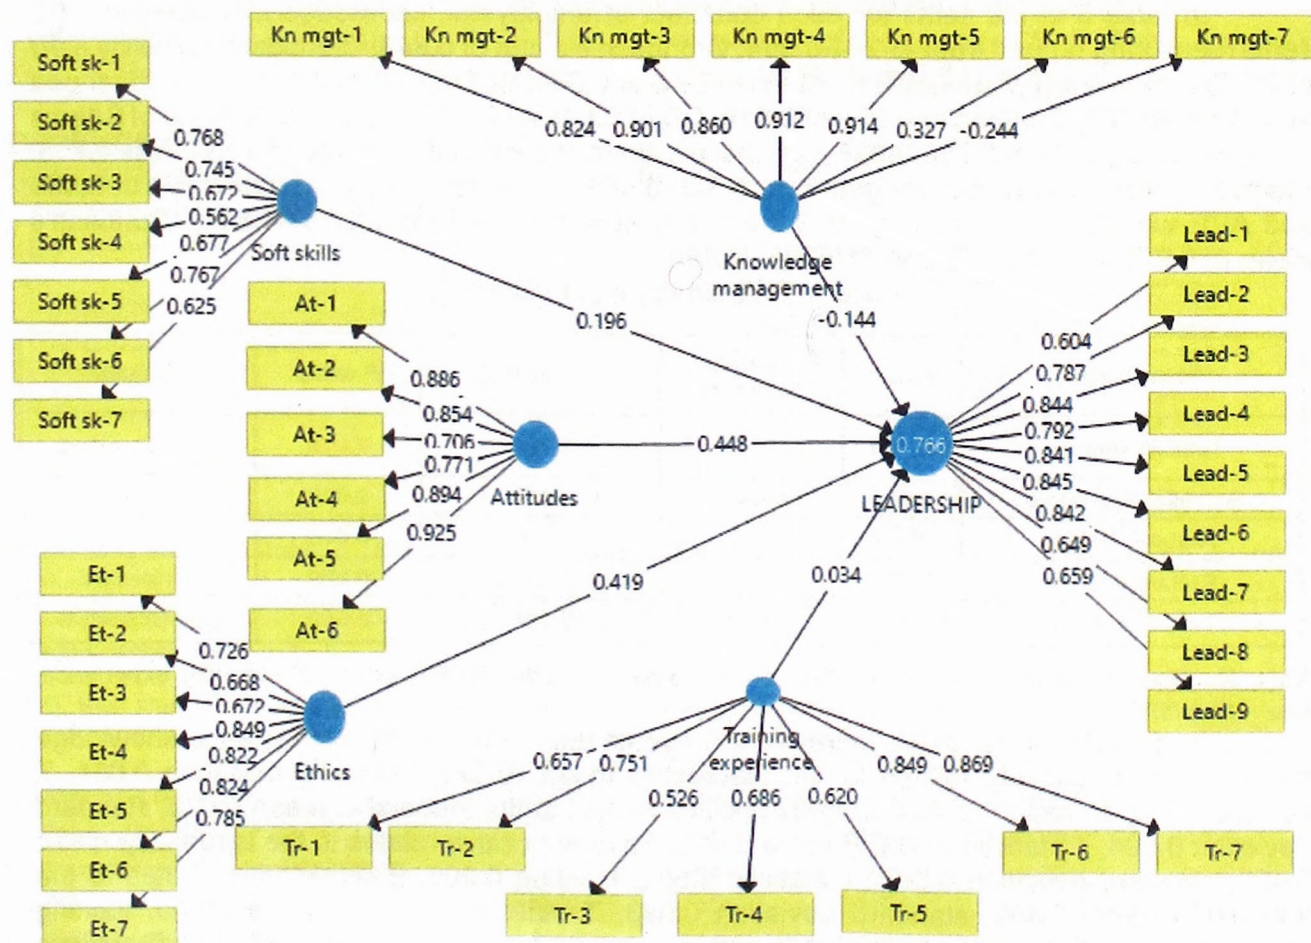 Kn mgt-1
Kn mgt-2
Kn mgt-3
Kn mgt-4
Kn mgt-5
Kn mgt-6
Kn mgt-7
0.824
0.901
0.860
0.912
0.914
0.327
-0.244
Knowledge
management
-0.144
Soft sk-1
Soft sk-2
Soft sk-3
Soft sk-4
Soft sk-5
Soft sk-6
Soft sk-7
0.768
0.745
0.672
0.562
0.677
0.767
0.625
Soft skills
0.196
At-1
At-2
At-3
At-4
At-5
At-6
0.886
0.854
0.706
0.771
0.894
0.925
Attitudes
0.448
0.766
LEADERSHIP
Lead-1
Lead-2
Lead-3
Lead-4
Lead-5
Lead-6
Lead-7
Lead-8
Lead-9
0.604
0.787
0.844
0.792
0.841
0.845
0.842
0.649
0.659
Et-1
Et-2
Et-3
Et-4
Et-5
Et-6
Et-7
0.726
0.668
0.672
0.849
0.822
0.824
0.785
Ethics
0.419
0.034
Training
experience
0.657
0.751
0.526
0.686
0.620
0.849
0.869
Tr-1
Tr-2
Tr-3
Tr-4
Tr-5
Tr-6
Tr-7